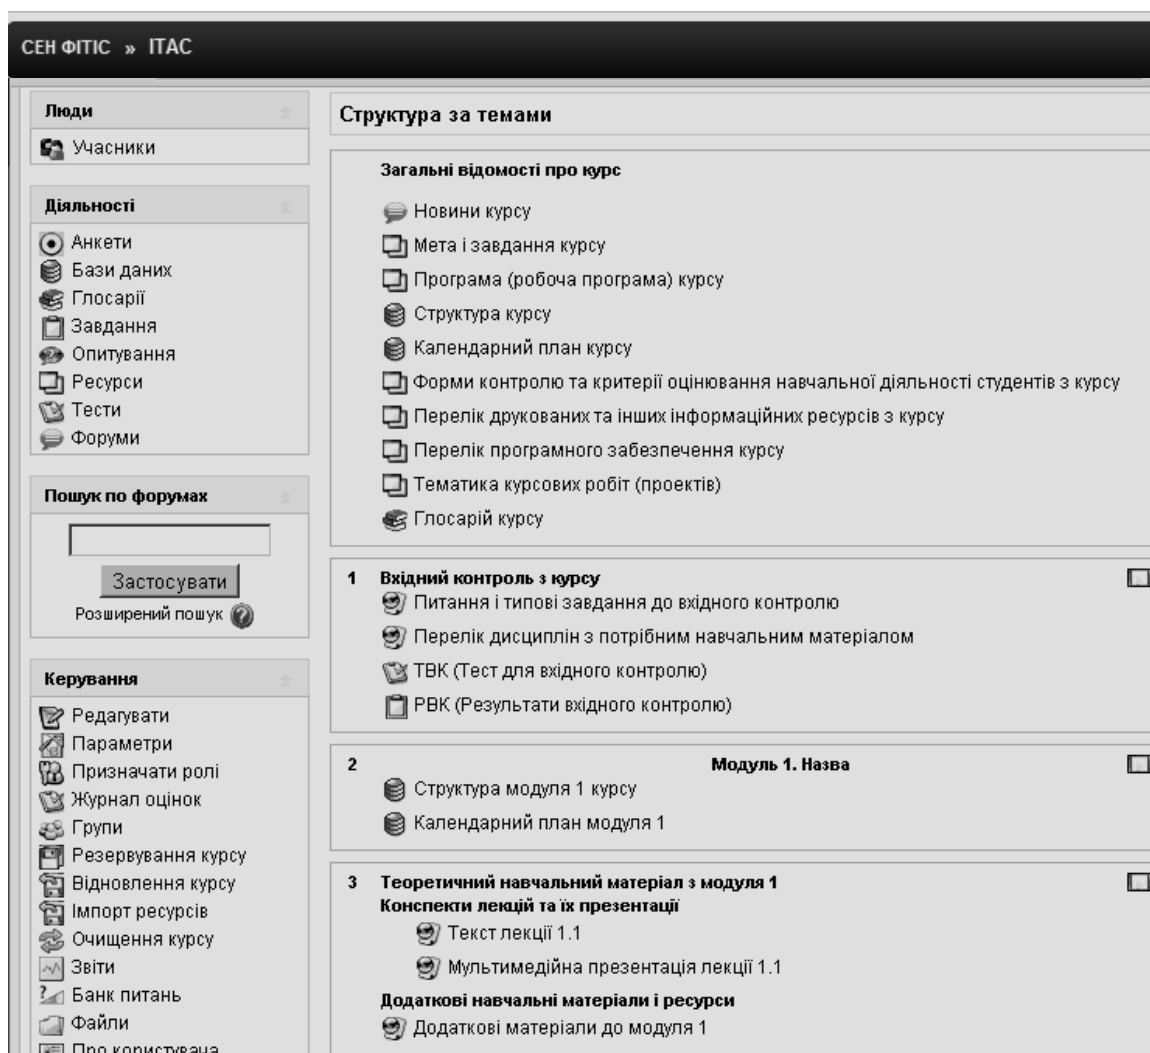 СЕН ФІТІС » ІТАС
Люди
Учасники
Діяльності
Анкети
Бази даних
Глосарії
Завдання
Опитування
Ресурси
Тести
Форуми
Пошук по форумах
Застосувати
Розширений пошук
Керування
Редагувати
Параметри
Призначати ролі
Журнал оцінок
Групи
Резервування курсу
Відновлення курсу
Імпорт ресурсів
Очищення курсу
Звіти
Банк питань
Файли
Про користувача
Структура за темами
Загальні відомості про курс
Новини курсу
Мета і завдання курсу
Програма (робоча програма) курсу
Структура курсу
Календарний план курсу
Форми контролю та критерії оцінювання навчальної діяльності студентів з курсу
Перелік друкованих та інших інформаційних ресурсів з курсу
Перелік програмного забезпечення курсу
Тематика курсових робіт (проектів)
Глосарій курсу
1 Вхідний контроль з курсу
Питання і типові завдання до вхідного контролю
Перелік дисциплін з потрібним навчальним матеріалом
ТВК (Тест для вхідного контролю)
РВК (Результати вхідного контролю)
2 Модуль 1. Назва
Структура модуля 1 курсу
Календарний план модуля 1
3 Теоретичний навчальний матеріал з модуля 1
Конспекти лекцій та їх презентації
Текст лекції 1.1
Мультимедійна презентація лекції 1.1
Додаткові навчальні матеріали і ресурси
Додаткові матеріали до модуля 1